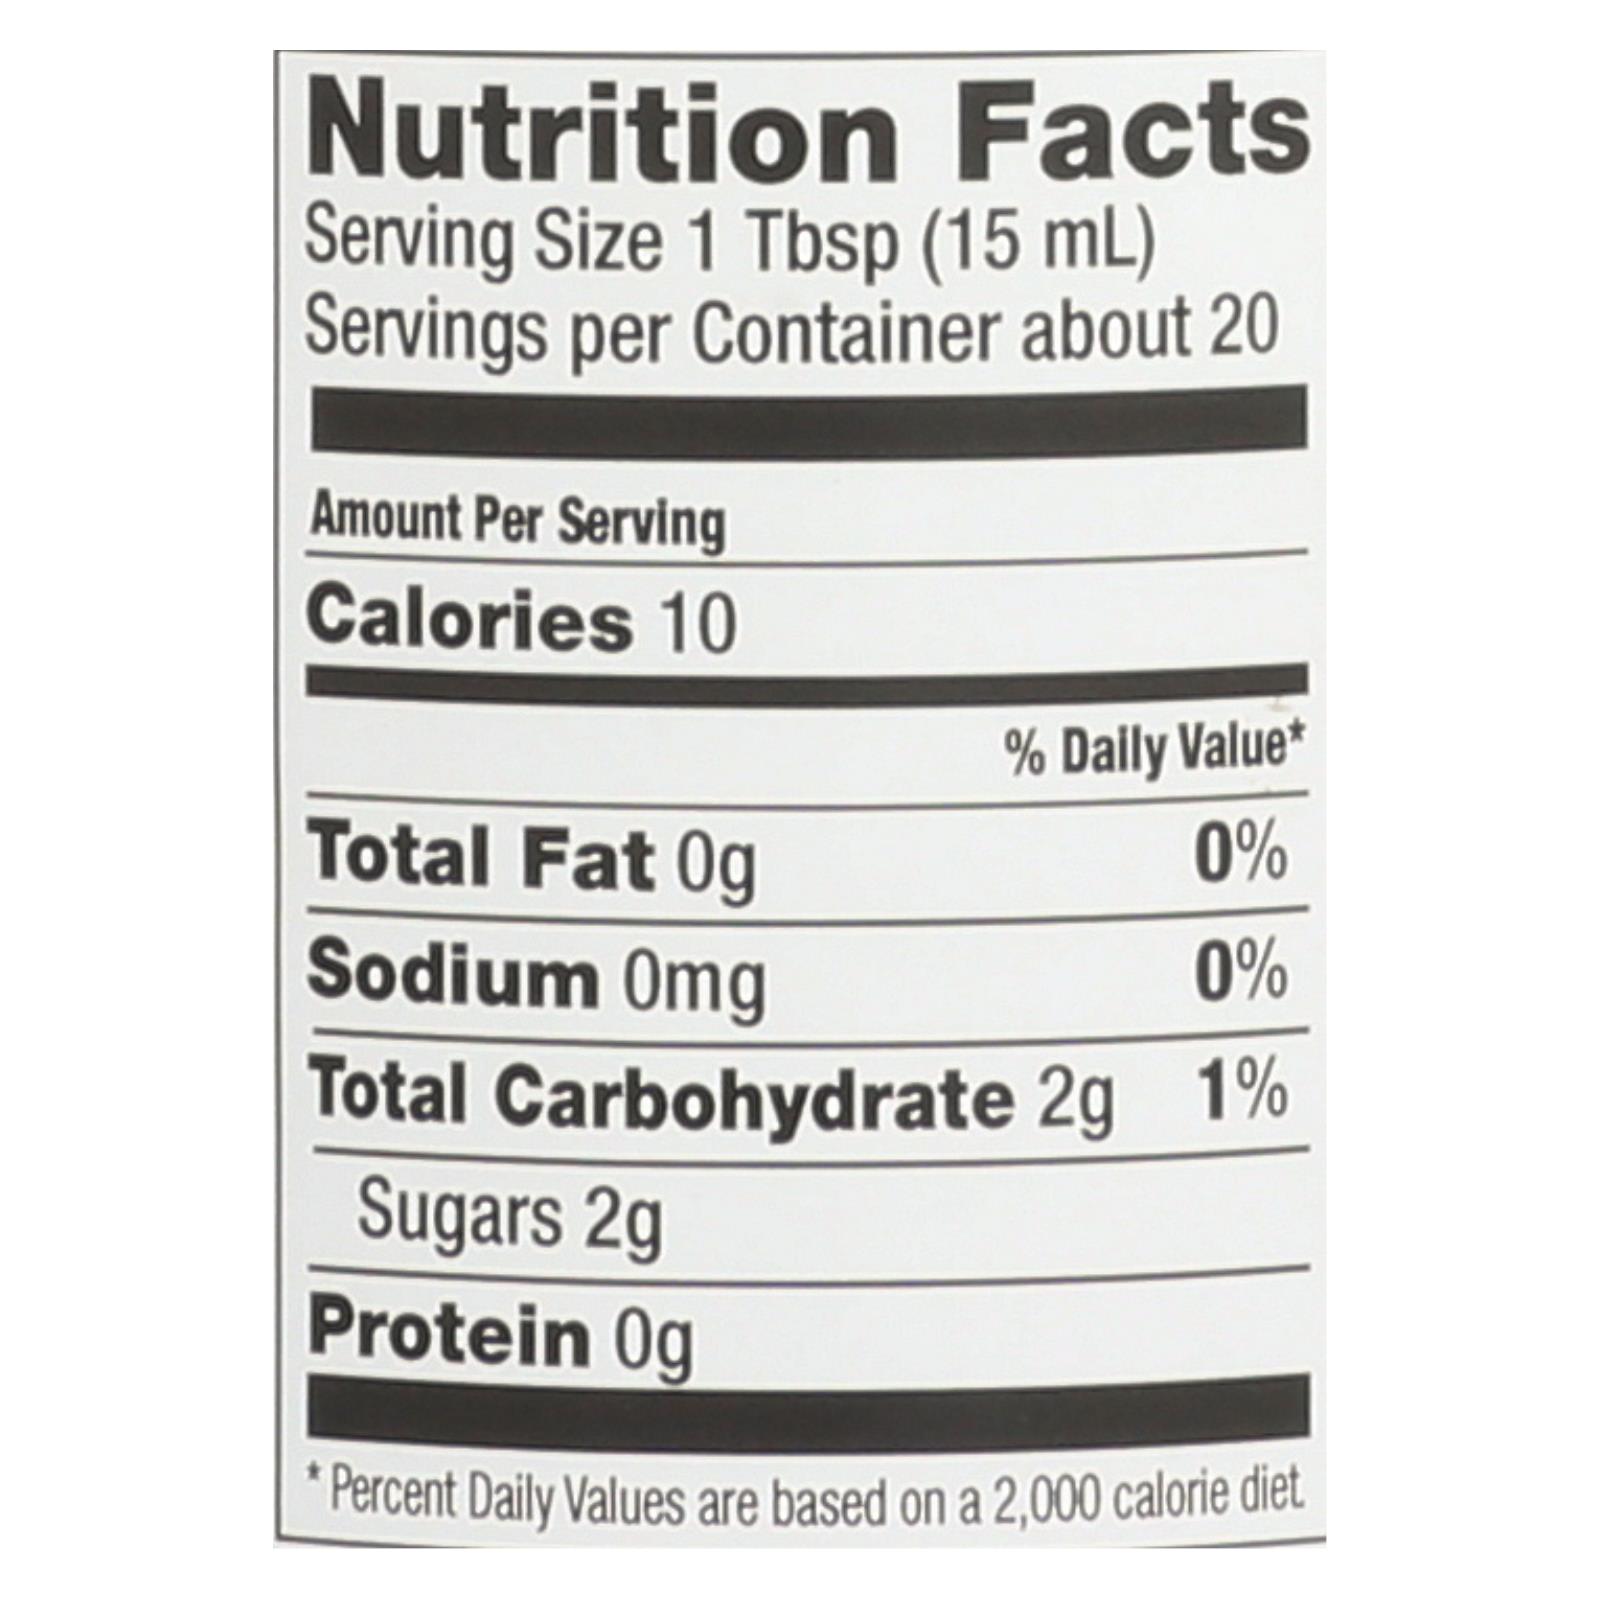 Nutrition Facts
Serving Size 1 Tbsp (15 mL)
Servings per Container about 20
Amount Per Serving
Calories 10
% Daily Value*
Total Fat 0g 0%
Sodium 0mg 0%
Total Carbohydrate 2g 1%
Sugars 2g
Protein 0g
* Percent Daily Values are based on a 2,000 calorie diet.